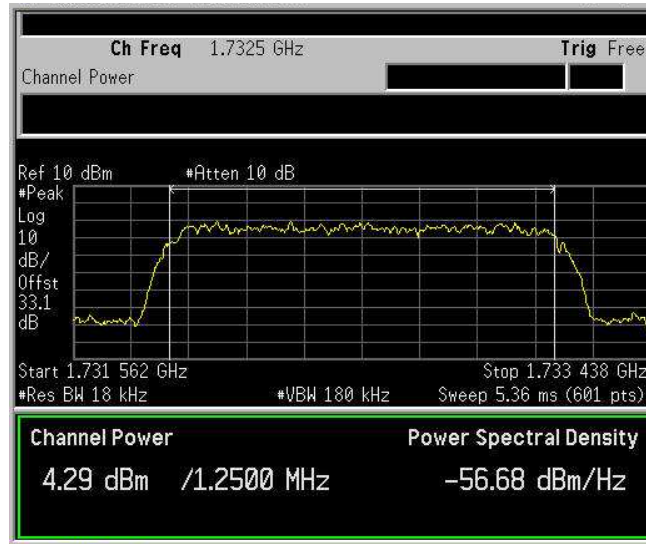 Ch Freq 1.7325 GHz Trig Free
Channel Power
Ref 10 dBm #Atten 10 dB
#Peak
Log
10
dB/
Offst
33.1
dB
Start 1.731 562 GHz Stop 1.733 438 GHz
#Res BW 18 kHz #VBW 180 kHz Sweep 5.36 ms (601 pts)
Channel Power Power Spectral Density
4.29 dBm /1.2500 MHz -56.68 dBm/Hz